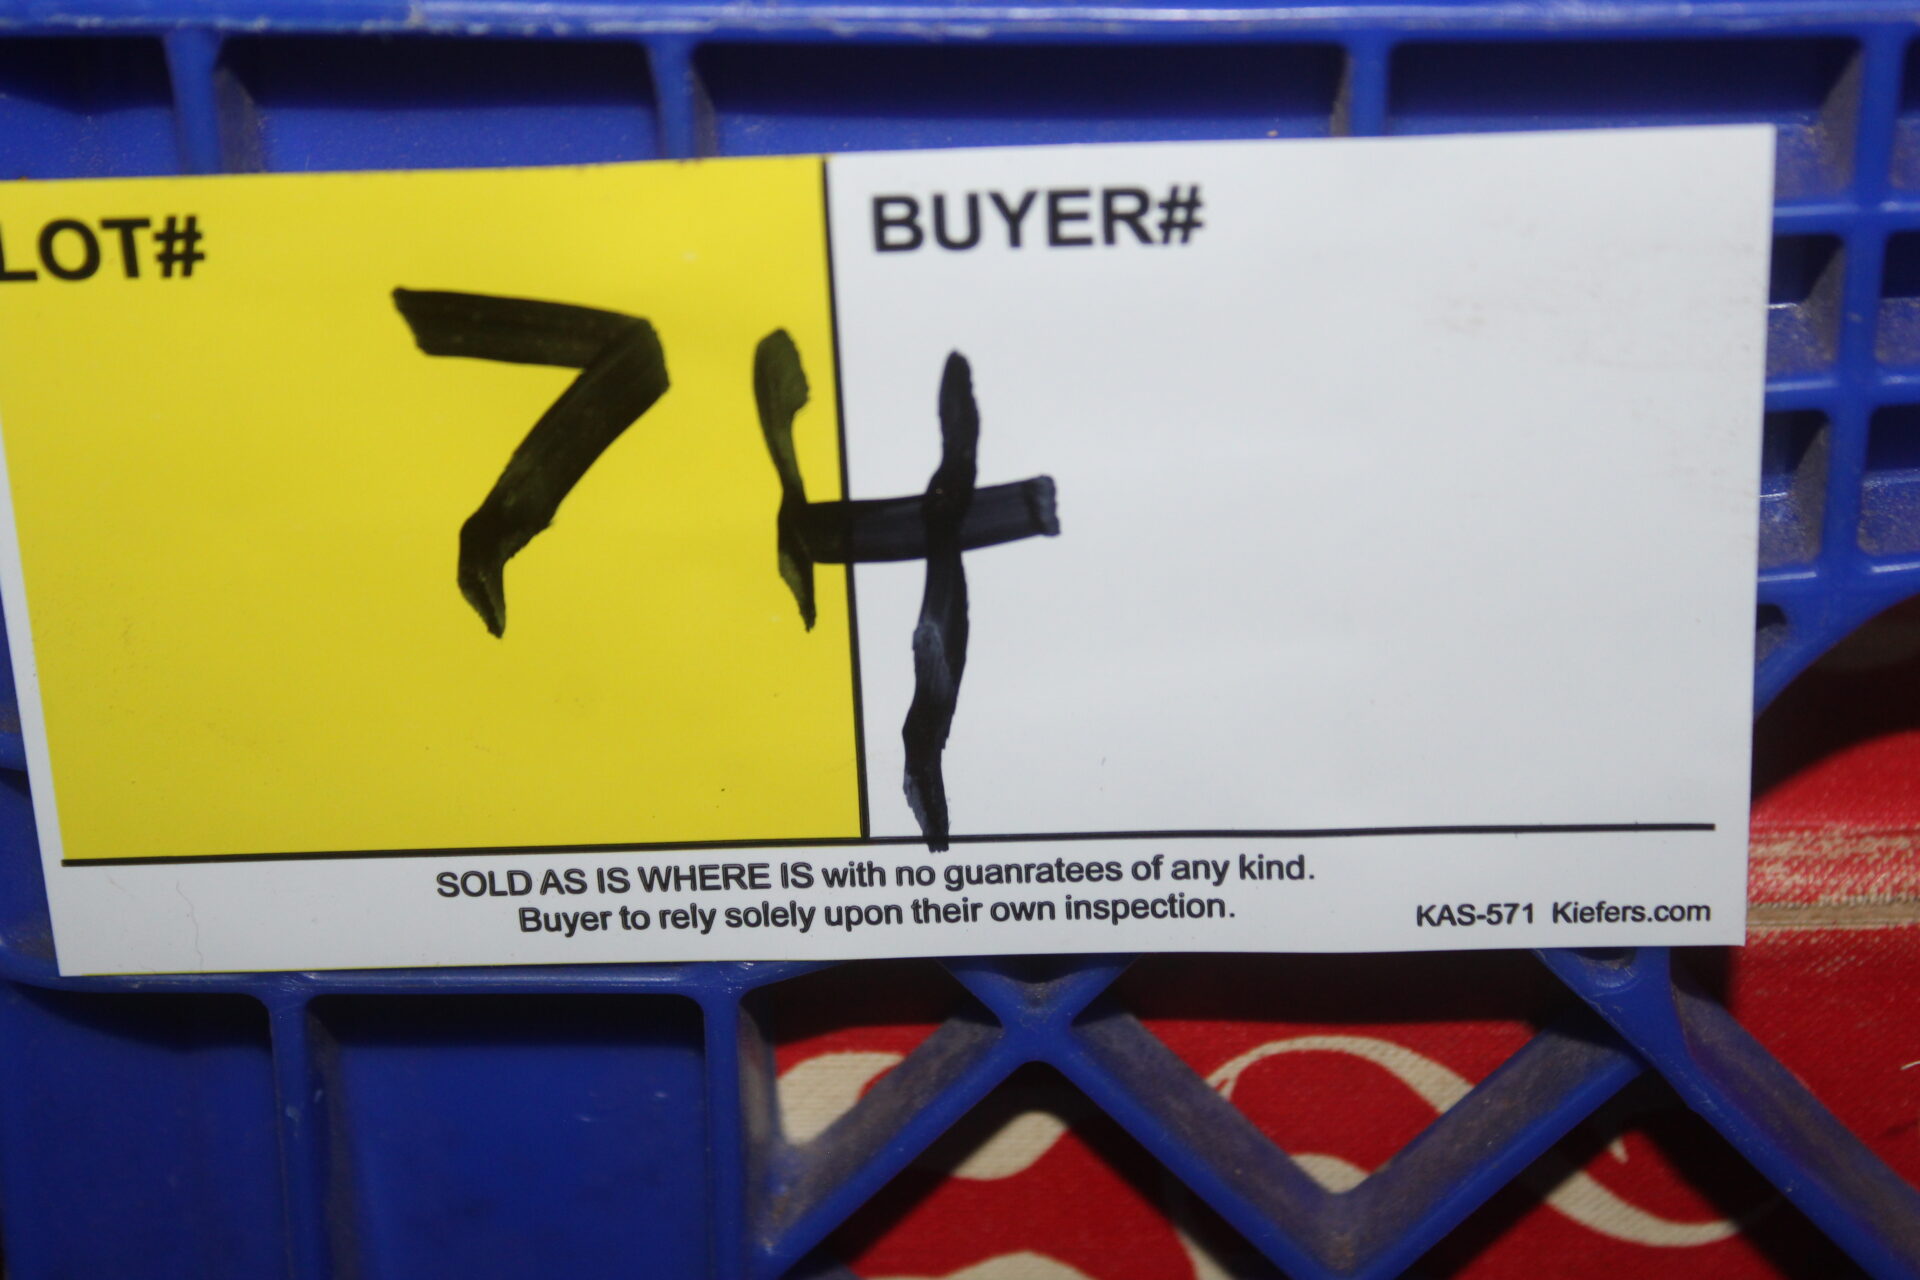 LOT#
BUYER#
74
SOLD AS IS WHERE IS with no guanratees of any kind.
Buyer to rely solely upon their own inspection.
KAS-571 Kiefers.com